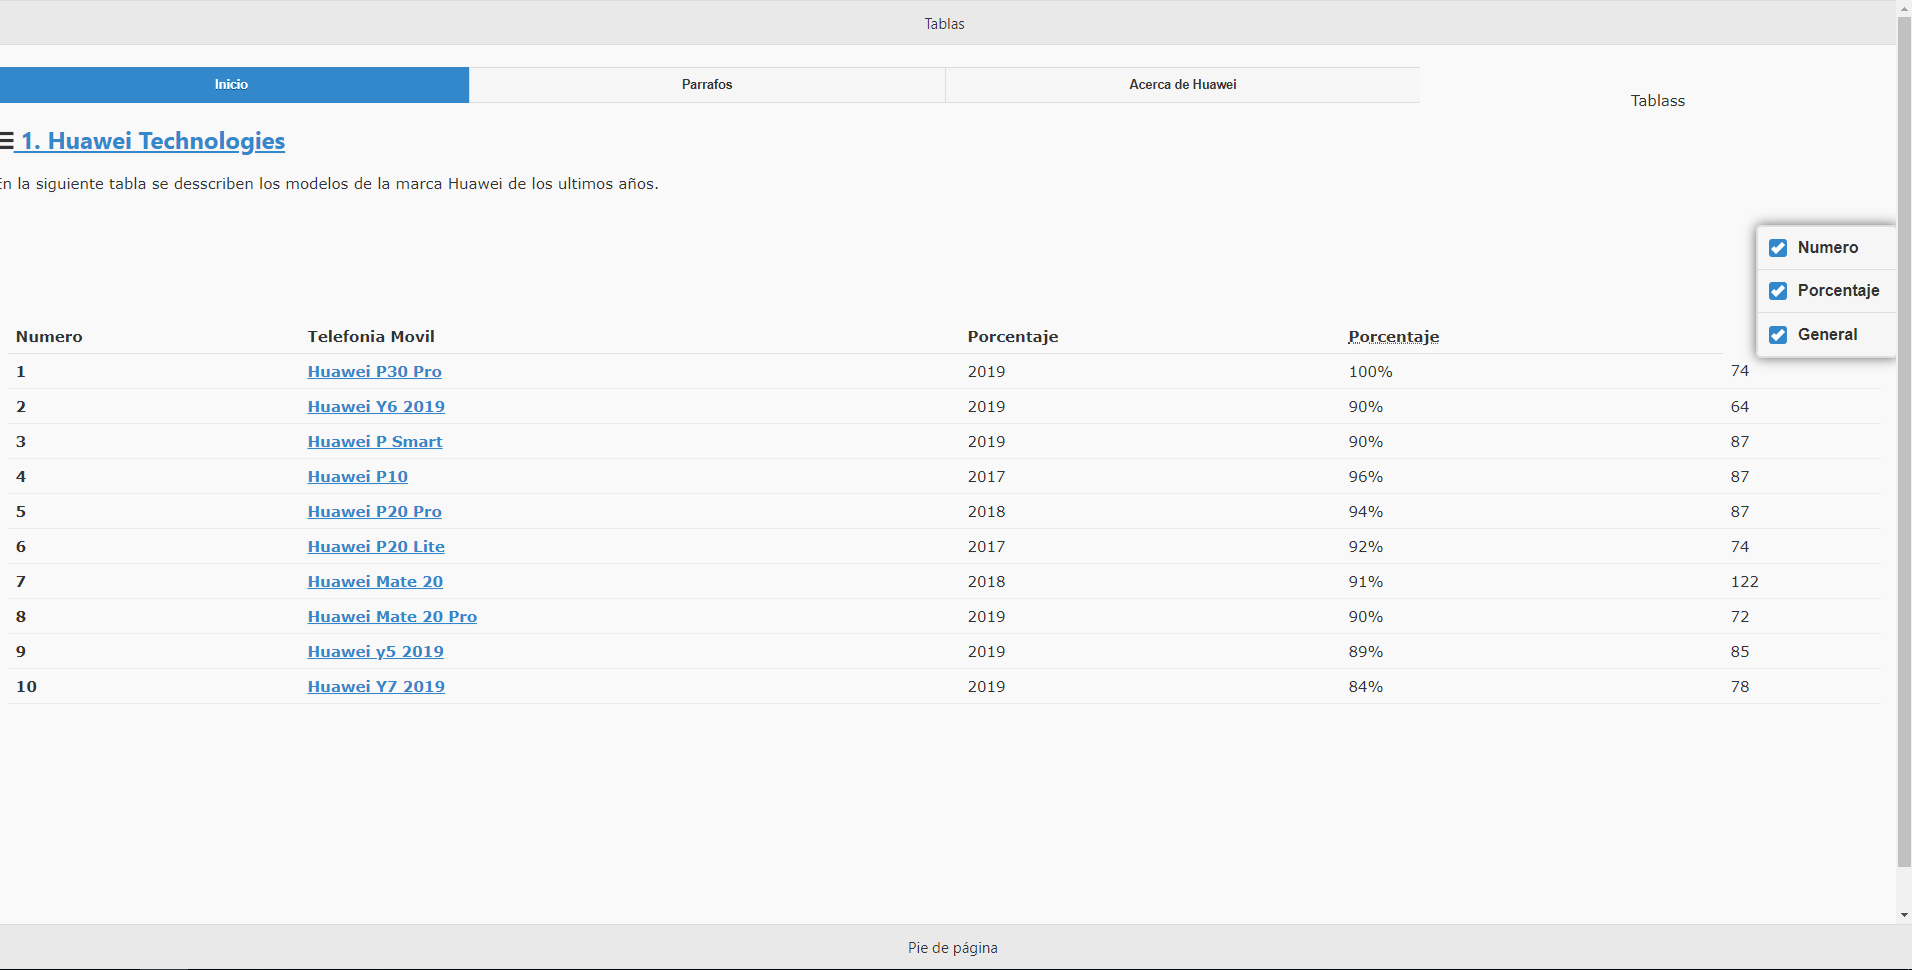 Tablas
Inicio Parrafos Acerca de Huawei
Tablass
1. Huawei Technologies
En la siguiente tabla se desscriben los modelos de la marca Huawei de los ultimos años.
Numero
Porcentaje
General
Numero Telefonia Movil Porcentaje Porcentaje
1 Huawei P30 Pro 2019 100% 74
2 Huawei Y6 2019 2019 90% 64
3 Huawei P Smart 2019 90% 87
4 Huawei P10 2017 96% 87
5 Huawei P20 Pro 2018 94% 87
6 Huawei P20 Lite 2017 92% 74
7 Huawei Mate 20 2018 91% 122
8 Huawei Mate 20 Pro 2019 90% 72
9 Huawei y5 2019 2019 89% 85
10 Huawei Y7 2019 2019 84% 78
Pie de página